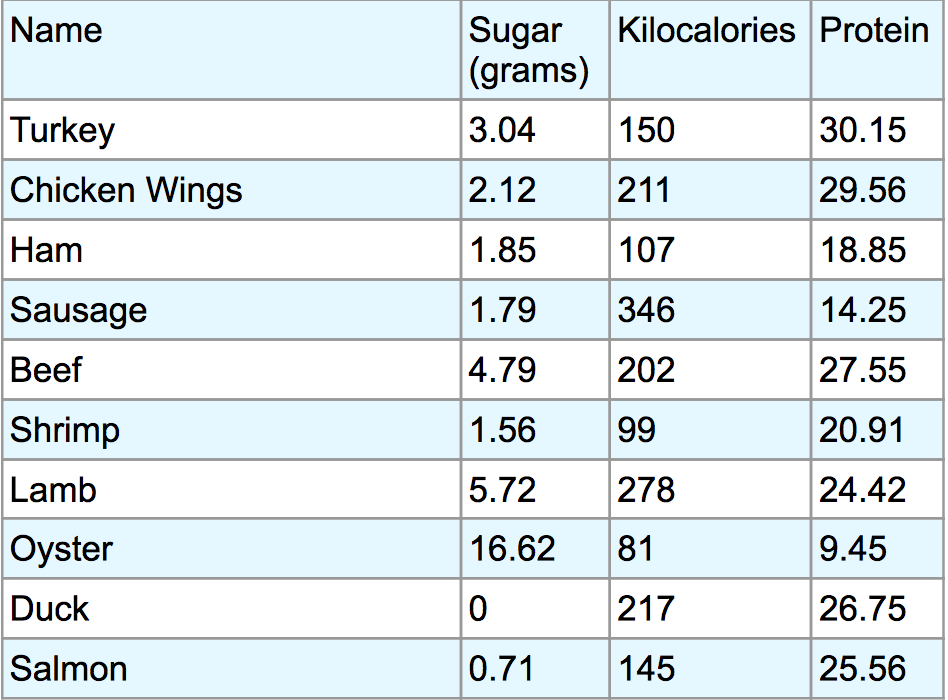 Name Sugar (grams) Kilocalories Protein
Turkey 3.04 150 30.15
Chicken Wings 2.12 211 29.56
Ham 1.85 107 18.85
Sausage 1.79 346 14.25
Beef 4.79 202 27.55
Shrimp 1.56 99 20.91
Lamb 5.72 278 24.42
Oyster 16.62 81 9.45
Duck 0 217 26.75
Salmon 0.71 145 25.56